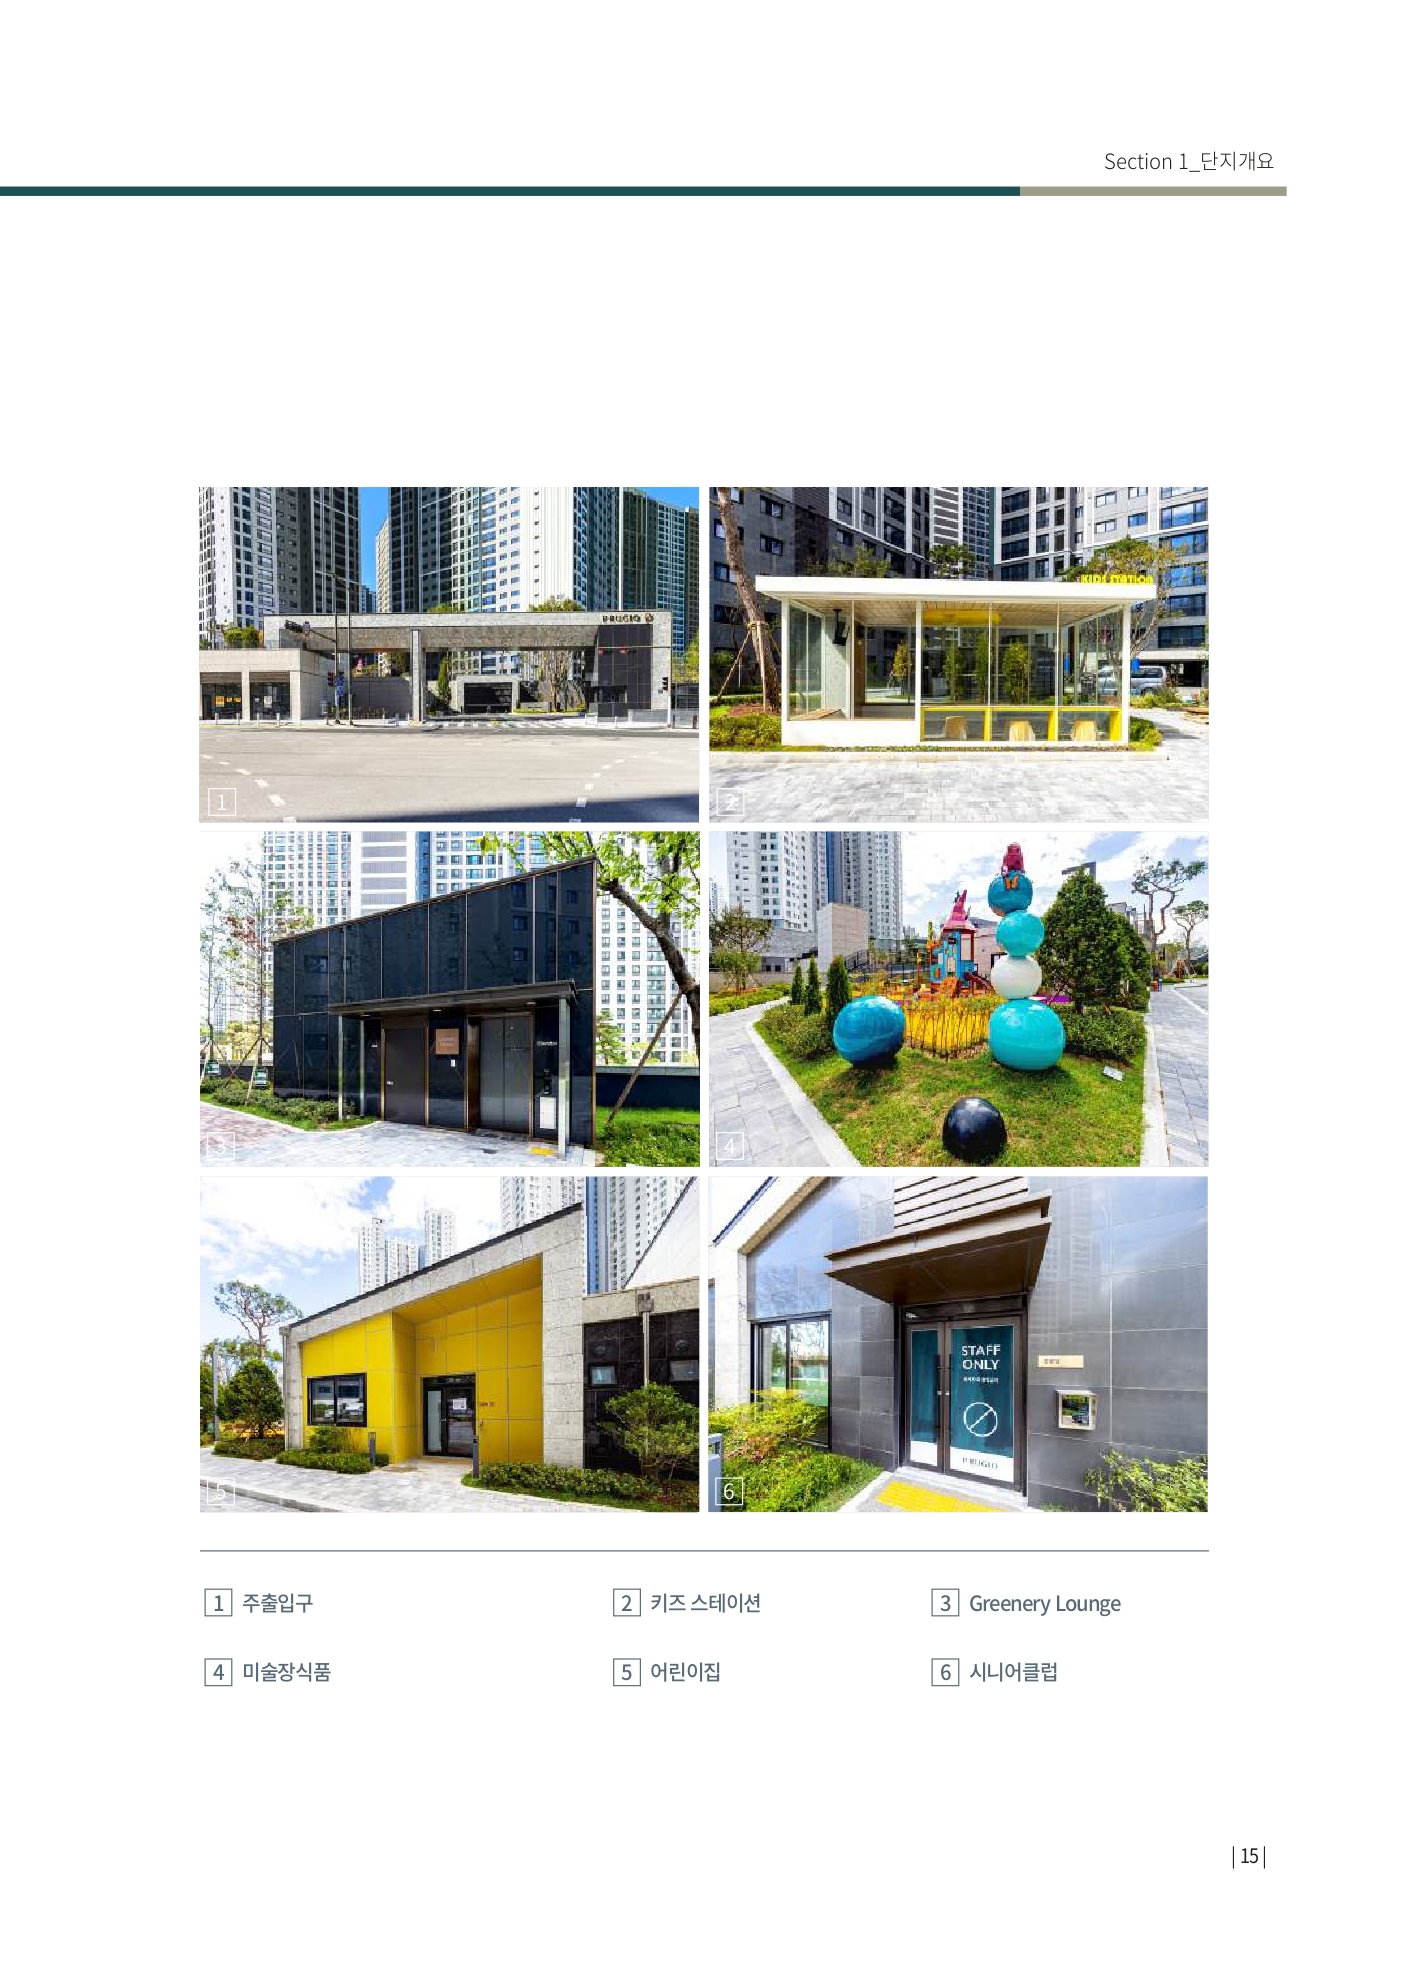 Section 1_단지개요
PRUGIO
1
KIDS STATION
2
3
4
5
STAFF
ONLY
PRUGIO
6
1 주출입구
2 키즈 스테이션
3 Greenery Lounge
4 미술장식품
5 어린이집
6 시니어클럽
| 15 |